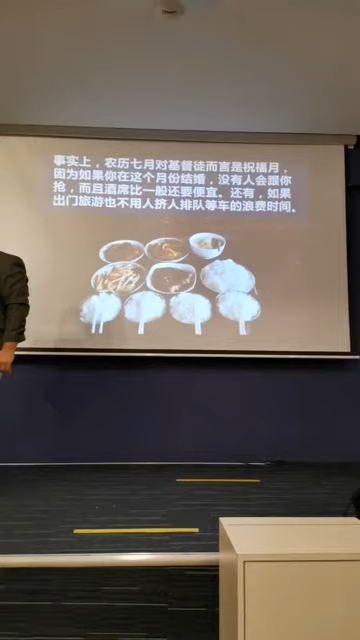 事实上，农历七月对基督徒而言是祝福月，
因为如果你在这个月份结婚，没有人会跟你
抢，而且酒席比一般还要便宜。还有，如果
出门旅游也不用人挤人排队等车的浪费时间。